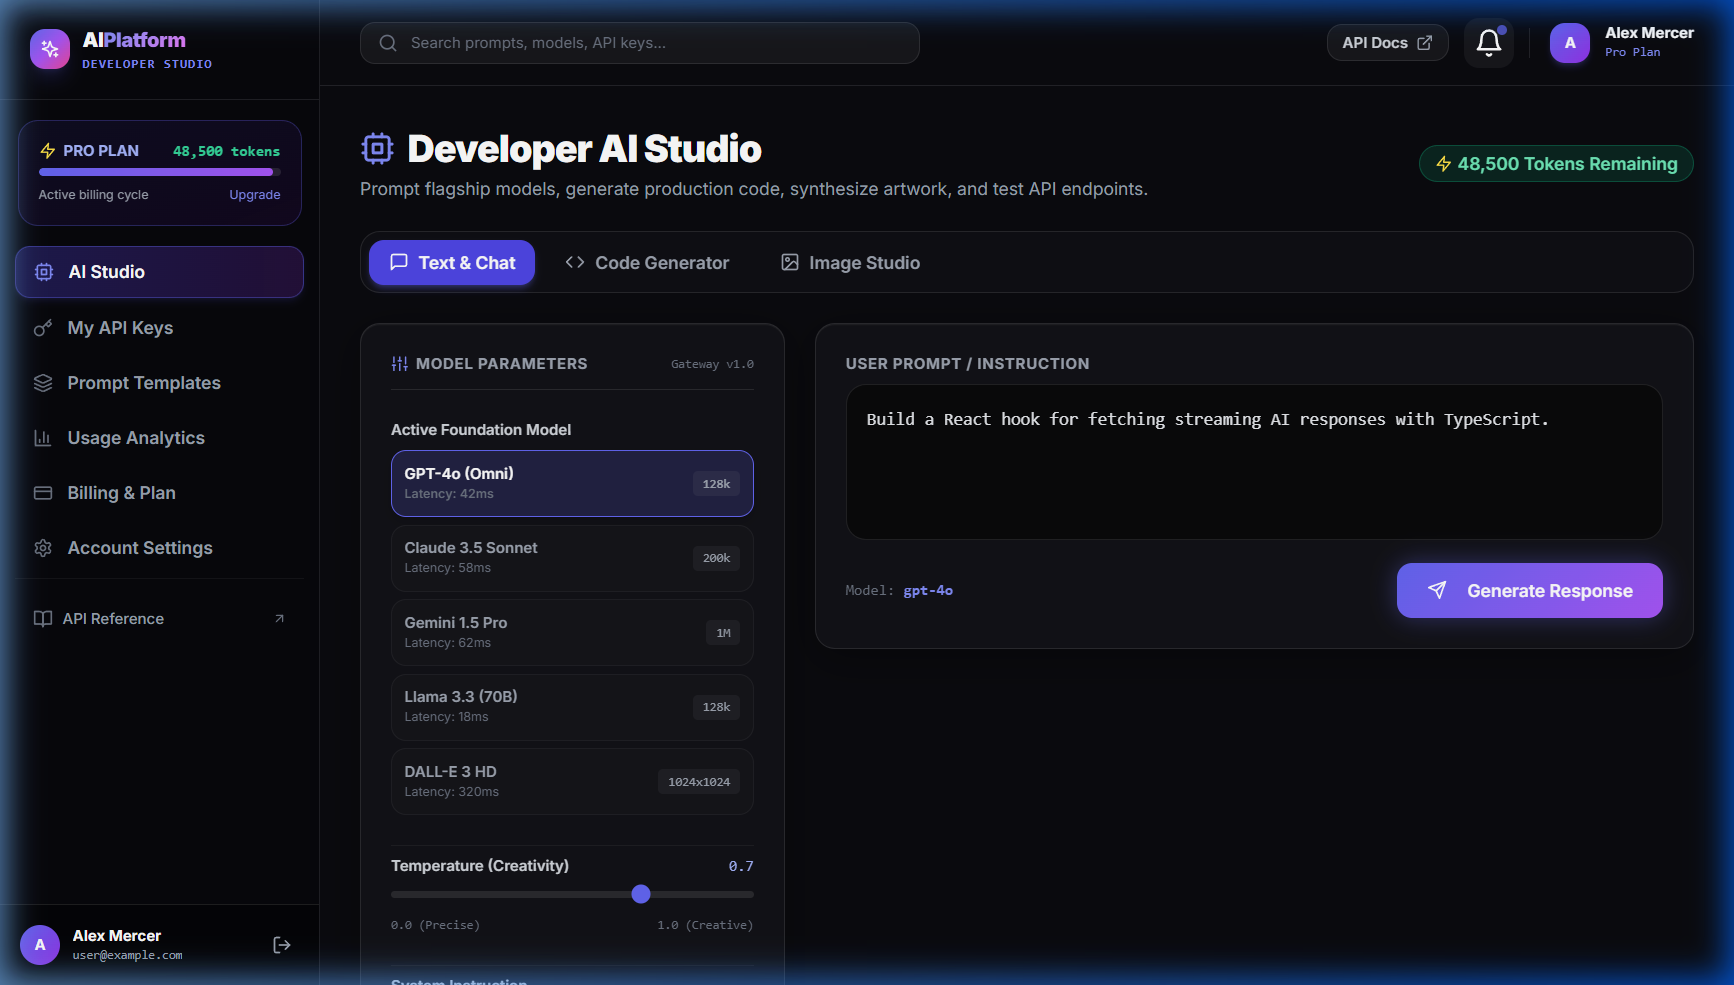 AIPlatform
DEVELOPER STUDIO
PRO PLAN 48,500 tokens
Active billing cycle Upgrade
AI Studio
My API Keys
Prompt Templates
Usage Analytics
Billing & Plan
Account Settings
API Reference
A Alex Mercer
user@example.com
Search prompts, models, API keys...
API Docs
A Alex Mercer
Pro Plan
Developer AI Studio
Prompt flagship models, generate production code, synthesize artwork, and test API endpoints.
48,500 Tokens Remaining
Text & Chat
Code Generator
Image Studio
MODEL PARAMETERS Gateway v1.0
Active Foundation Model
GPT-4o (Omni)
Latency: 42ms
128k
Claude 3.5 Sonnet
Latency: 58ms
200k
Gemini 1.5 Pro
Latency: 62ms
1M
Llama 3.3 (70B)
Latency: 18ms
128k
DALL-E 3 HD
Latency: 320ms
1024x1024
Temperature (Creativity) 0.7
0.0 (Precise) 1.0 (Creative)
System Instruction
USER PROMPT / INSTRUCTION
Build a React hook for fetching streaming AI responses with TypeScript.
Model: gpt-4o
Generate Response